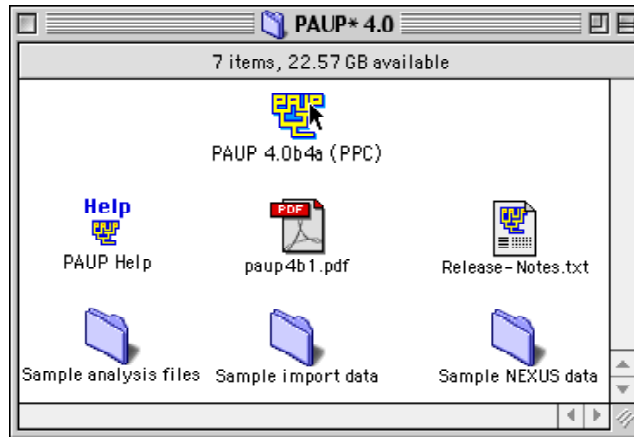 PAUP* 4.0
7 items, 22.57 GB available
PAUP
PAUP 4.0b4a (PPC)
Help
PDF
PAUP Help
paup4b1.pdf
Release-Notes.txt
Sample analysis files
Sample import data
Sample NEXUS data